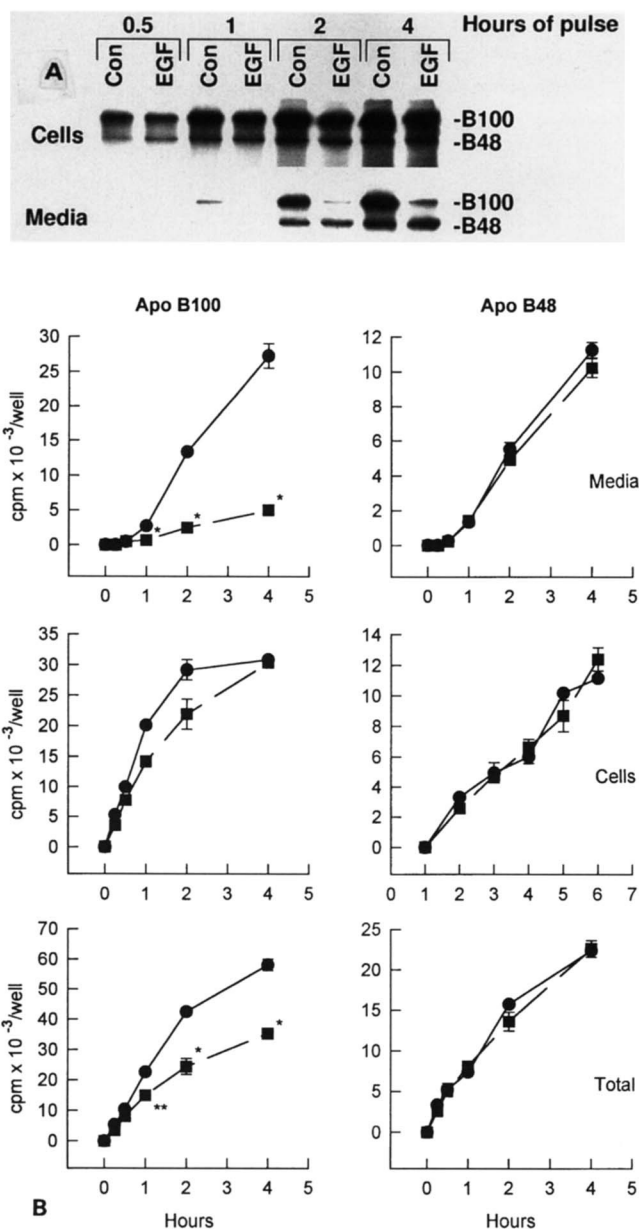 0.5 1 2 4 Hours of pulse
Con EGF Con EGF Con EGF Con EGF
A
Cells
-B100
-B48
Media
-B100
-B48
Apo B100
Apo B48
30
25
20
15
10
5
0
cpm x 10 -3/well
0 1 2 3 4 5
*
*
*
12
10
8
6
4
2
0
Media
0 1 2 3 4 5
35
30
25
20
15
10
5
0
cpm x 10 -3/well
0 1 2 3 4 5
14
12
10
8
6
4
2
0
Cells
0 1 2 3 4 5 6 7
70
60
50
40
30
20
10
0
cpm x 10 -3/well
**
*
*
0 1 2 3 4 5
Hours
25
20
15
10
5
0
Total
0 1 2 3 4 5
Hours
B